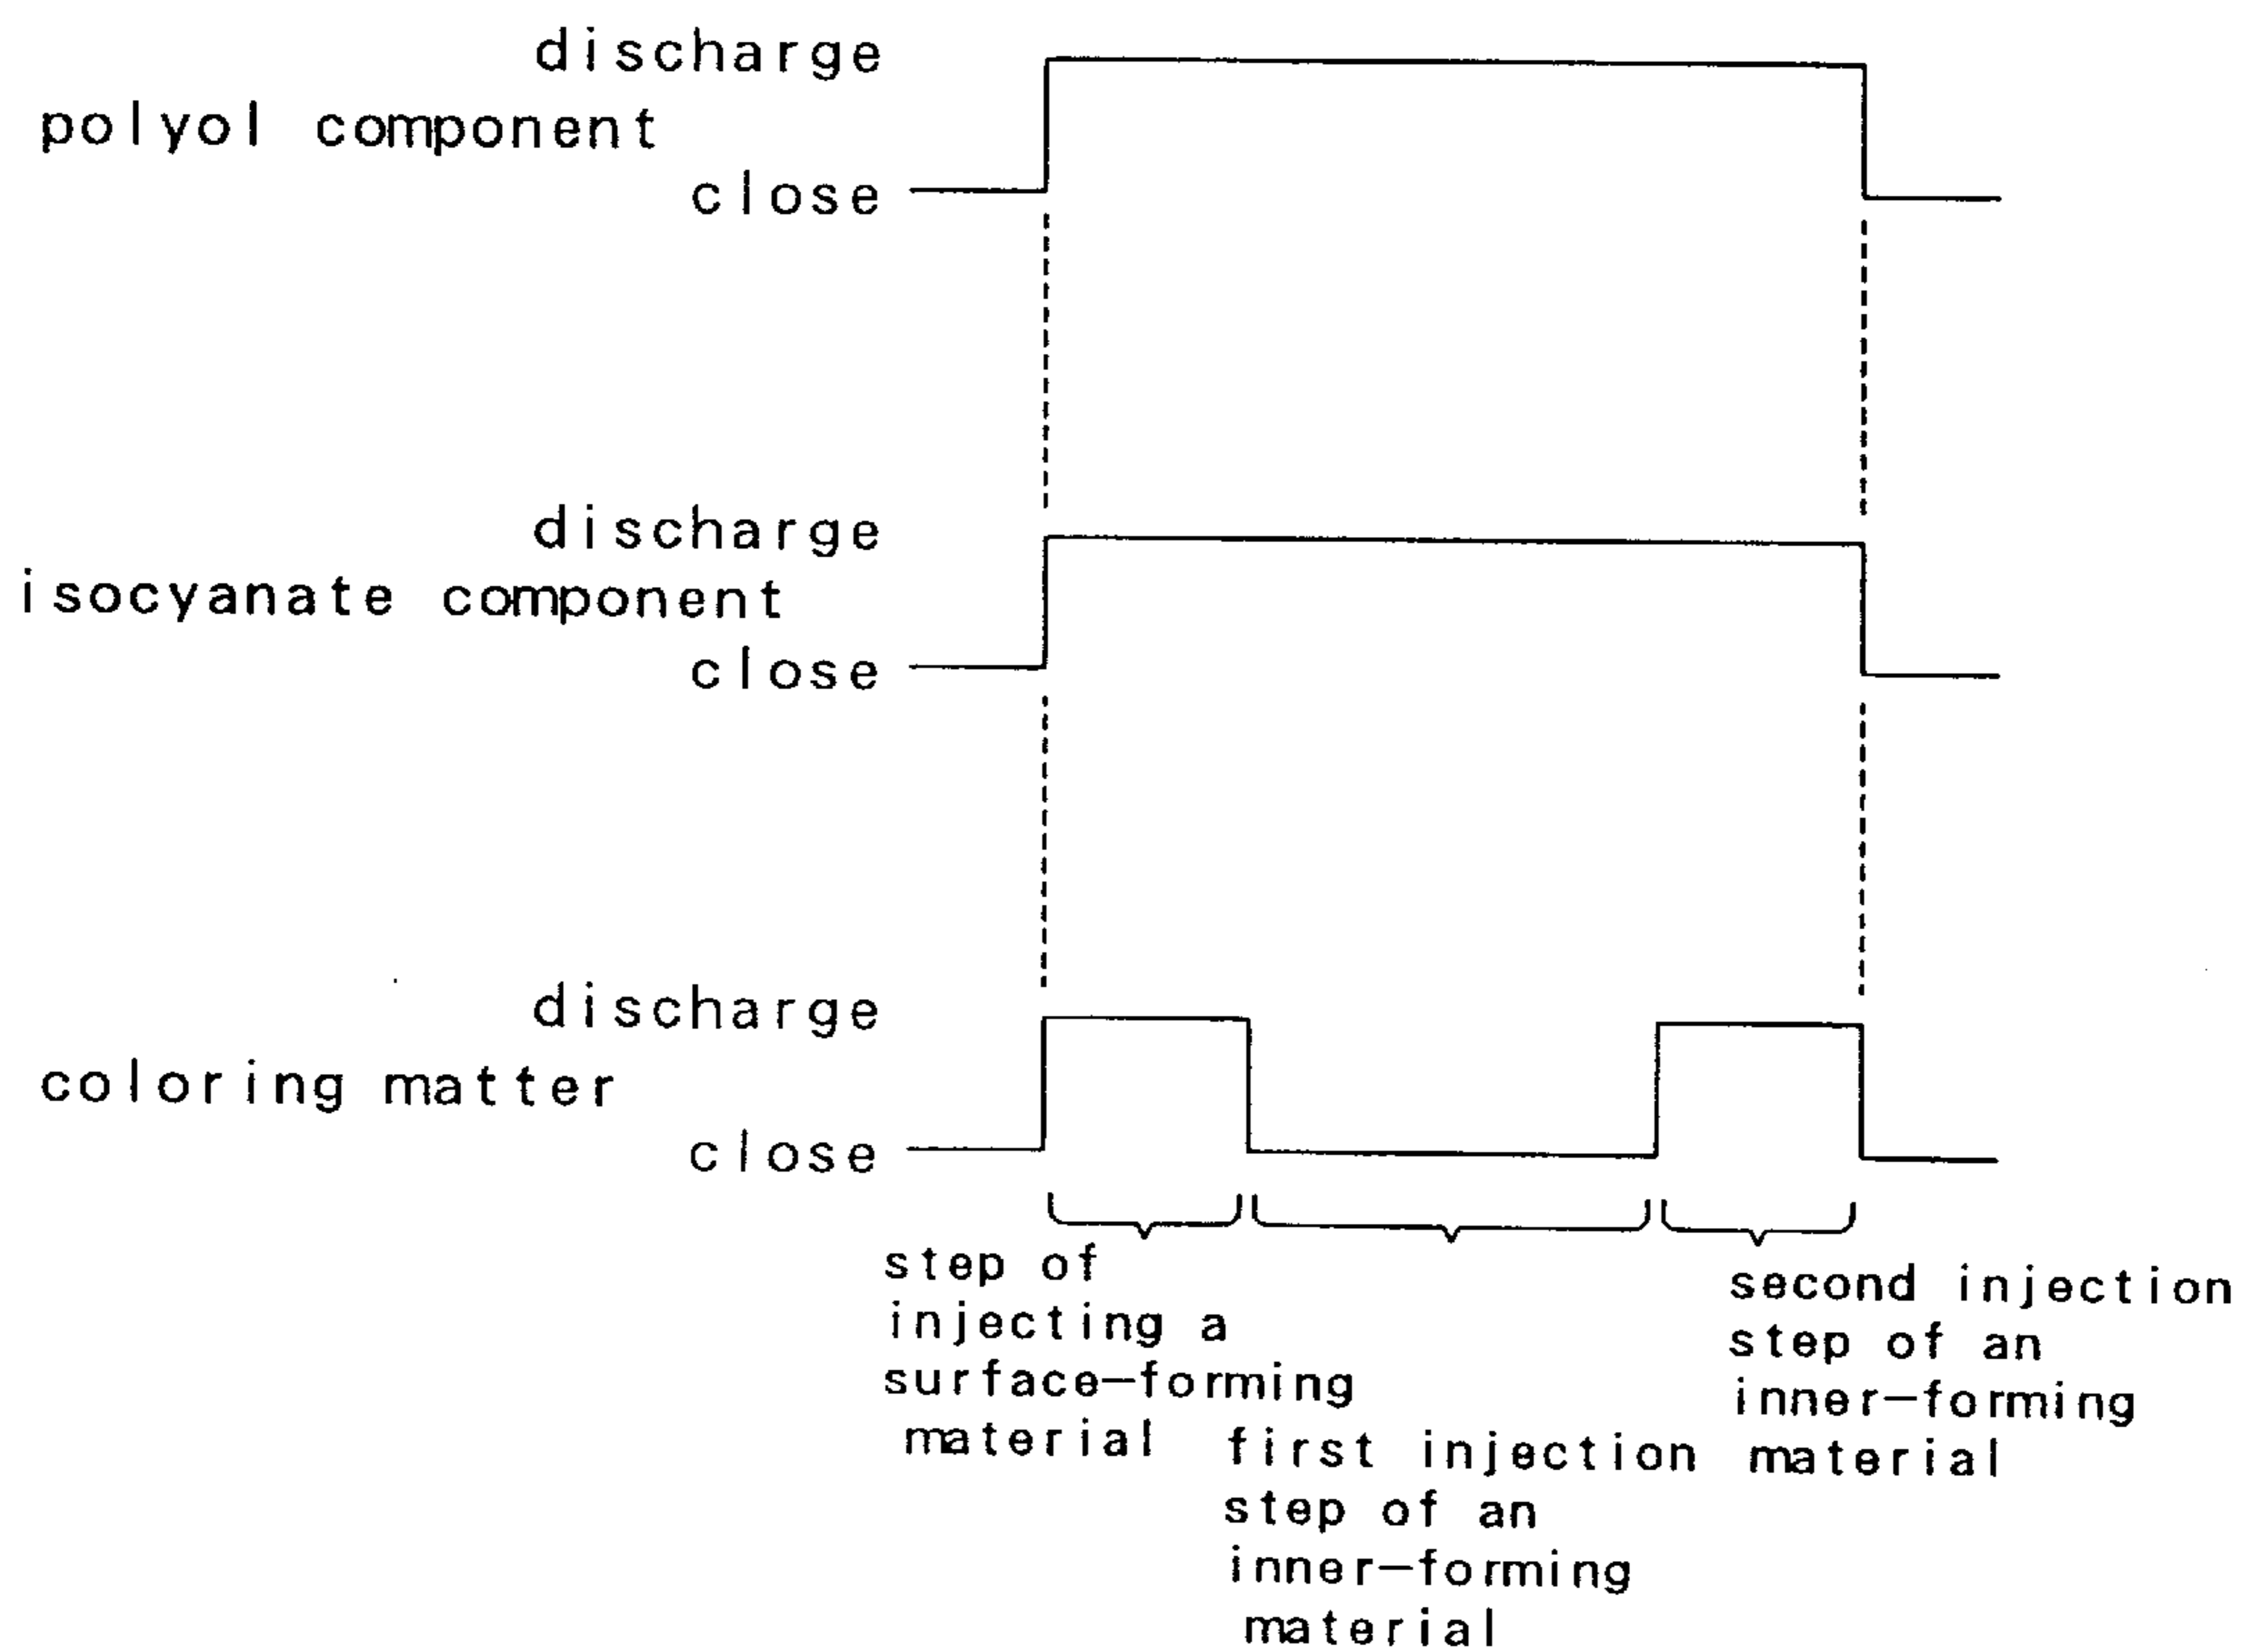 discharge
polyol component
close
discharge
isocyanate component
close
discharge
coloring matter
close
step of
injecting a
surface-forming
material
first injection
step of an
inner-forming
material
second injection
step of an
inner-forming
material